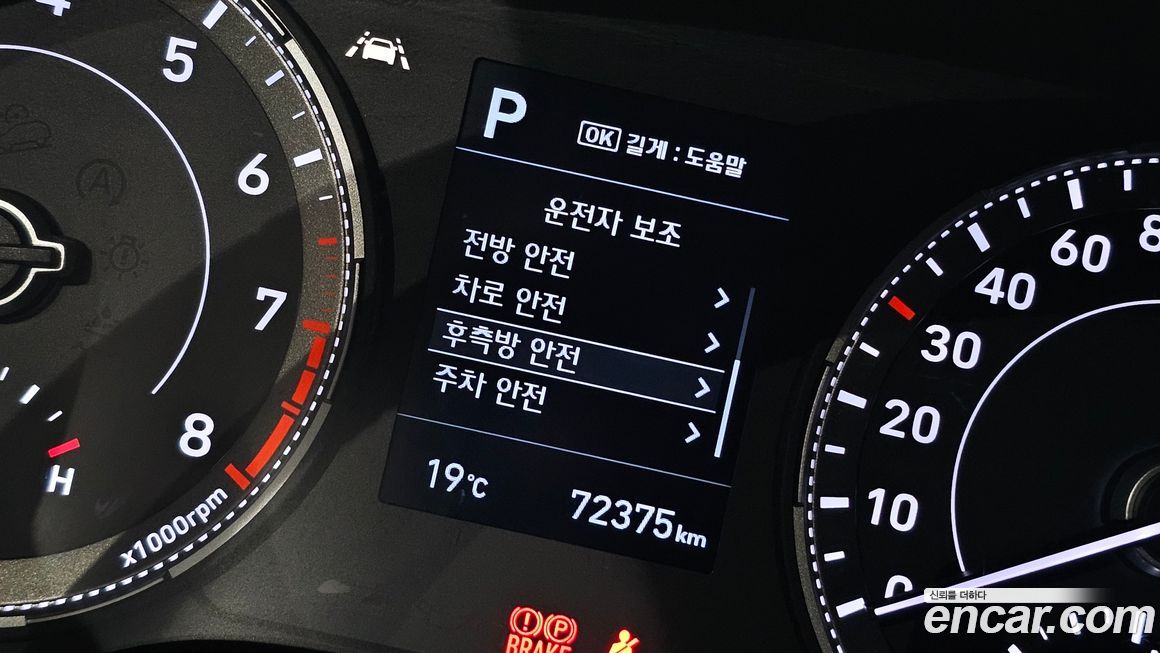 4
5
6
7
8
x1000rpm
H
A
P
OK 길게 : 도움말
운전자 보조
전방 안전
차로 안전
후측방 안전
주차 안전
19℃
72375km
BRAKE
P
0
10
20
30
40
60
신뢰를 더하다
encar.com